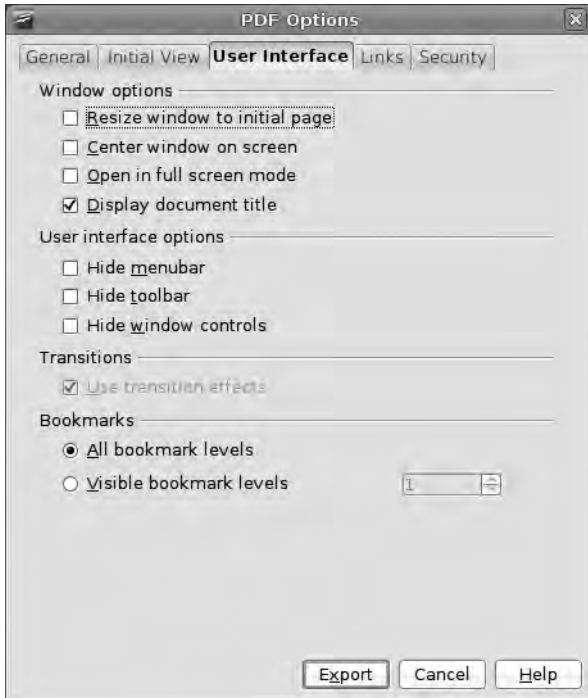 PDF Options
General Initial View User Interface Links Security
Window options
Resize window to initial page
Center window on screen
Open in full screen mode
Display document title
User interface options
Hide menubar
Hide toolbar
Hide window controls
Transitions
Use transition effects
Bookmarks
All bookmark levels
Visible bookmark levels 1
Export Cancel Help